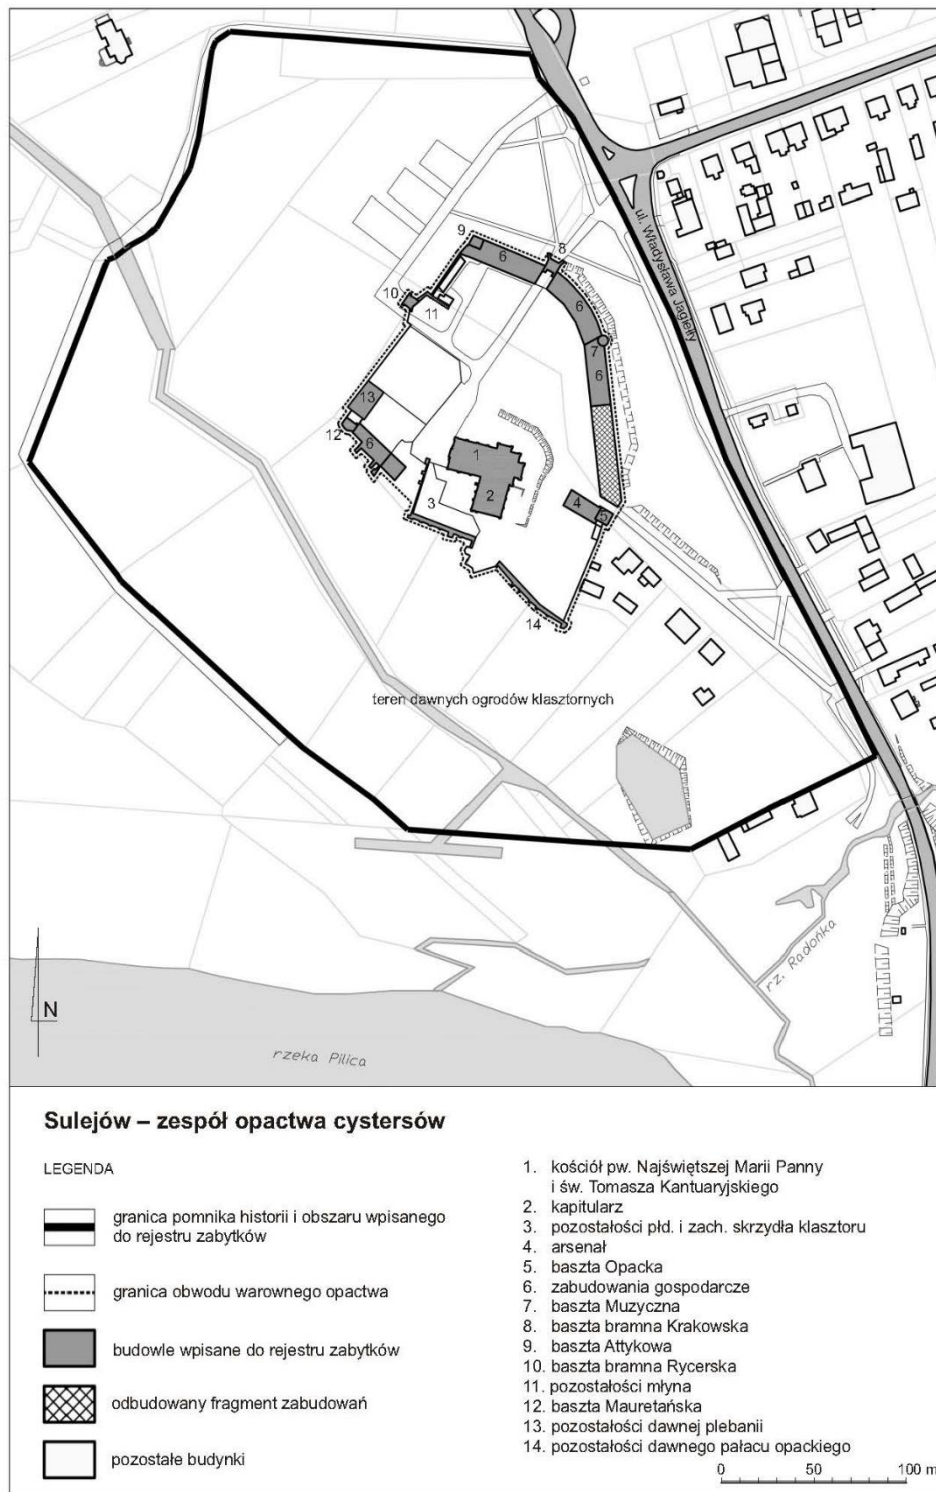 9
8
6
10
11
6
7
6
13
12
6
1
2
3
4
5
14
ul. Władysława Jagiełły
teren dawnych ogrodów klasztornych
rz. Radońka
N
rzeka Pilica
Sulejów – zespół opactwa cystersów
LEGENDA
granica pomnika historii i obszaru wpisanego
do rejestru zabytków
granica obwodu warownego opactwa
budowle wpisane do rejestru zabytków
odbudowany fragment zabudowań
pozostałe budynki
1. kościół pw. Najświętszej Marii Panny
i św. Tomasza Kantuaryjskiego
2. kapitularz
3. pozostałości płd. i zach. skrzydła klasztoru
4. arsenał
5. baszta Opacka
6. zabudowania gospodarcze
7. baszta Muzyczna
8. baszta bramna Krakowska
9. baszta Attykowa
10. baszta bramna Rycerska
11. pozostałości młyna
12. baszta Mauretańska
13. pozostałości dawnej plebanii
14. pozostałości dawnego pałacu opackiego
0 50 100 m